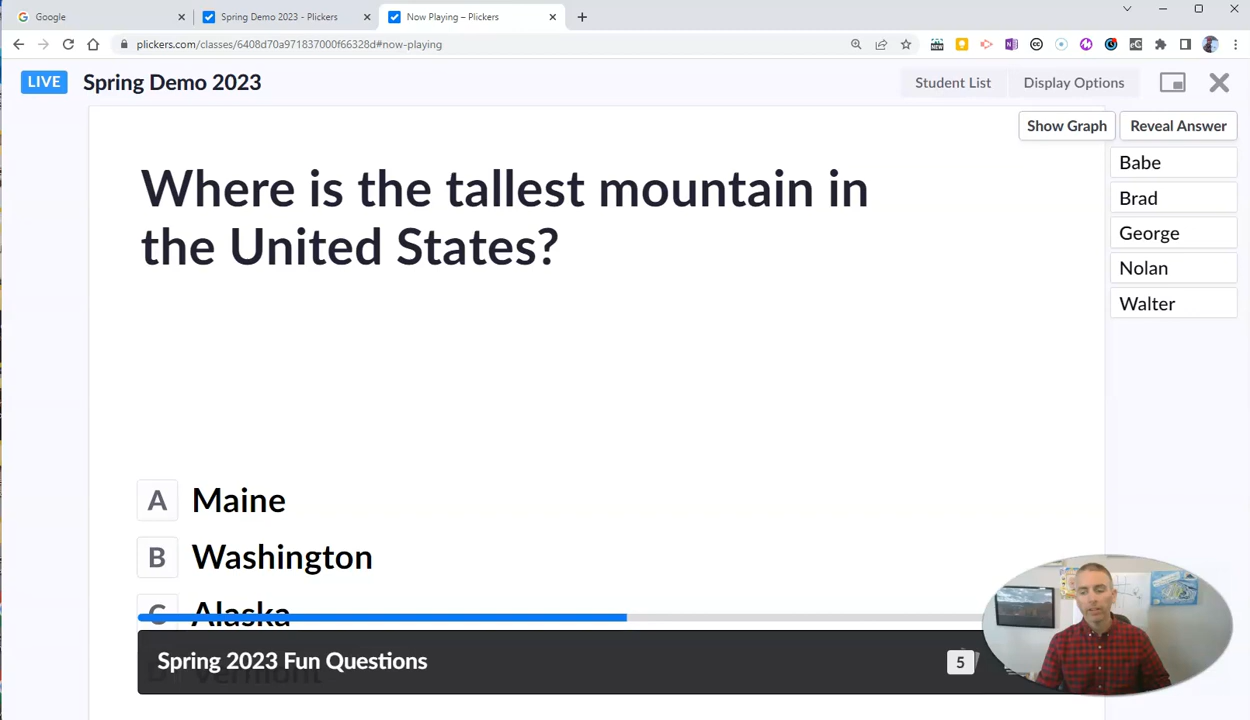 Google
Spring Demo 2023 - Plickers
Now Playing – Plickers
plickers.com/classes/6408d70a971837000f66328d#now-playing
LIVE
Spring Demo 2023
Student List
Display Options
Show Graph
Reveal Answer
Where is the tallest mountain in
the United States?
Babe
Brad
George
Nolan
Walter
A Maine
B Washington
C Alaska
D Vermont
Spring 2023 Fun Questions
5